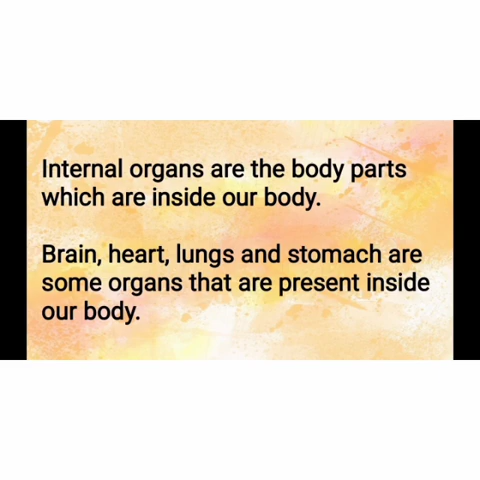 Internal organs are the body parts
which are inside our body.
Brain, heart, lungs and stomach are
some organs that are present inside
our body.